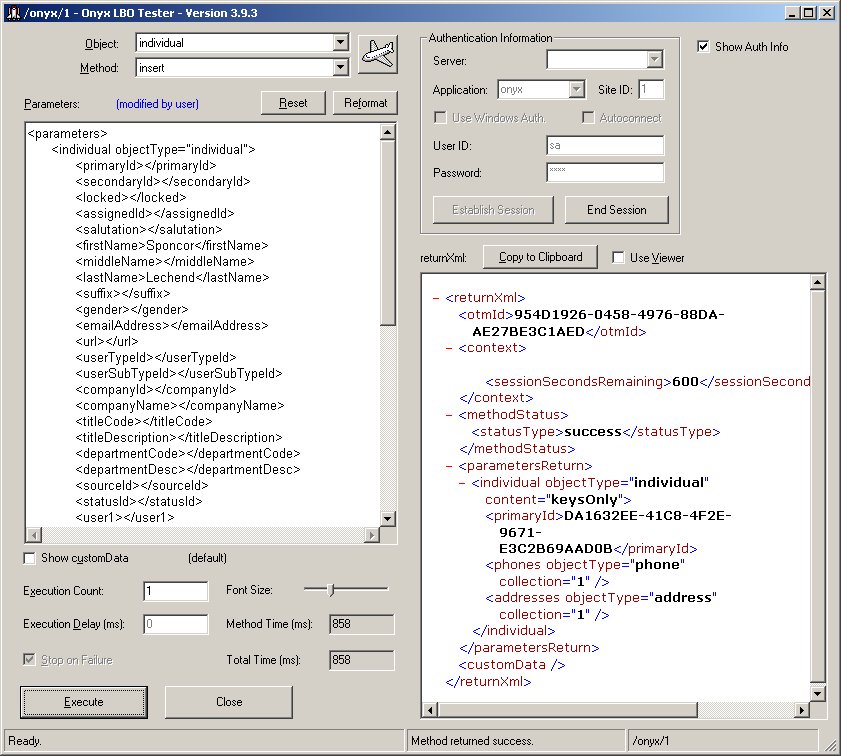 /onyx/1 - Onyx LBO Tester - Version 3.9.3
Object: individual
Method: insert
Parameters: (modified by user) Reset Reformat
<parameters>
<individual objectType="individual">
<primaryId></primaryId>
<secondaryId></secondaryId>
<locked></locked>
<assignedId></assignedId>
<salutation></salutation>
<firstName>Sponcor</firstName>
<middleName></middleName>
<lastName>Lechend</lastName>
<suffix></suffix>
<gender></gender>
<emailAddress></emailAddress>
<url></url>
<userTypeId></userTypeId>
<userSubTypeId></userSubTypeId>
<companyId></companyId>
<companyName></companyName>
<titleCode></titleCode>
<titleDescription></titleDescription>
<departmentCode></departmentCode>
<departmentDesc></departmentDesc>
<sourceId></sourceId>
<statusId></statusId>
<user1></user1>
Show customData (default)
Execution Count: 1 Font Size:
Execution Delay (ms): 0 Method Time (ms): 858
Stop on Failure Total Time (ms): 858
Execute Close
Authentication Information
Server:
Application: onyx Site ID: 1
Use Windows Auth. Autoconnect
User ID: sa
Password: ****
Establish Session End Session
Show Auth Info
returnXml: Copy to Clipboard Use Viewer
- <returnXml>
<otmId>954D1926-0458-4976-88DA-
AE27BE3C1AED</otmId>
- <context>
<sessionSecondsRemaining>600</sessionSecond
</context>
- <methodStatus>
<statusType>success</statusType>
</methodStatus>
- <parametersReturn>
- <individual objectType="individual"
content="keysOnly">
<primaryId>DA1632EE-41C8-4F2E-
9671-
E3C2B69AAD0B</primaryId>
<phones objectType="phone"
collection="1" />
<addresses objectType="address"
collection="1" />
</individual>
</parametersReturn>
<customData />
</returnXml>
Ready. Method returned success. /onyx/1